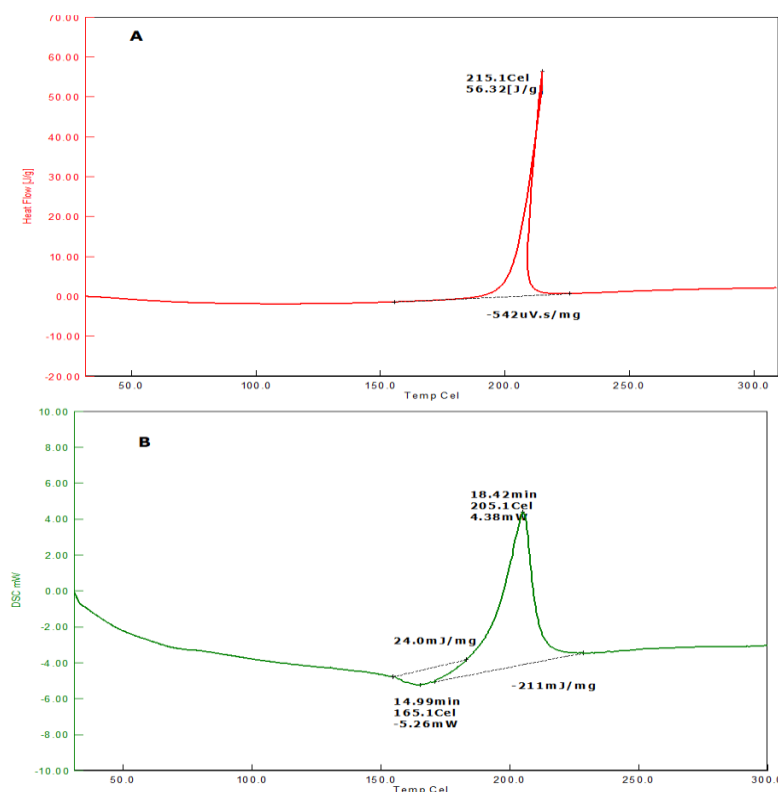 A
70.00
60.00
50.00
40.00
30.00
20.00
10.00
0.00
-10.00
-20.00
Heat Flow [J/g]
215.1Cel
56.32[J/g]
-542uV.s/mg
50.0 100.0 150.0 200.0 250.0 300.0
Temp Cel
B
10.00
8.00
6.00
4.00
2.00
0.00
-2.00
-4.00
-6.00
-8.00
-10.00
DSC mW
18.42min
205.1Cel
4.38mW
24.0mJ/mg
-211mJ/mg
14.99min
165.1Cel
-5.26mW
50.0 100.0 150.0 200.0 250.0 300.0
Temp Cel